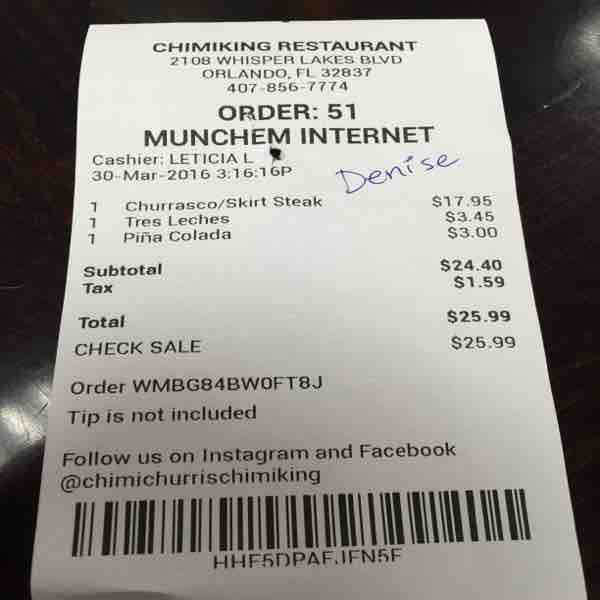 CHIMIKING RESTAURANT
2108 WHISPER LAKES BLVD
ORLANDO, FL 32837
407-856-7774
ORDER: 51
MUNCHEM INTERNET
Cashier: LETICIA L
30-Mar-2016 3:16:16P
Denise
1 Churrasco/Skirt Steak $17.95
1 Tres Leches $3.45
1 Piña Colada $3.00
Subtotal $24.40
Tax $1.59
Total $25.99
CHECK SALE $25.99
Order WMBG84BW0FT8J
Tip is not included
Follow us on Instagram and Facebook
@chimichurrischimiking